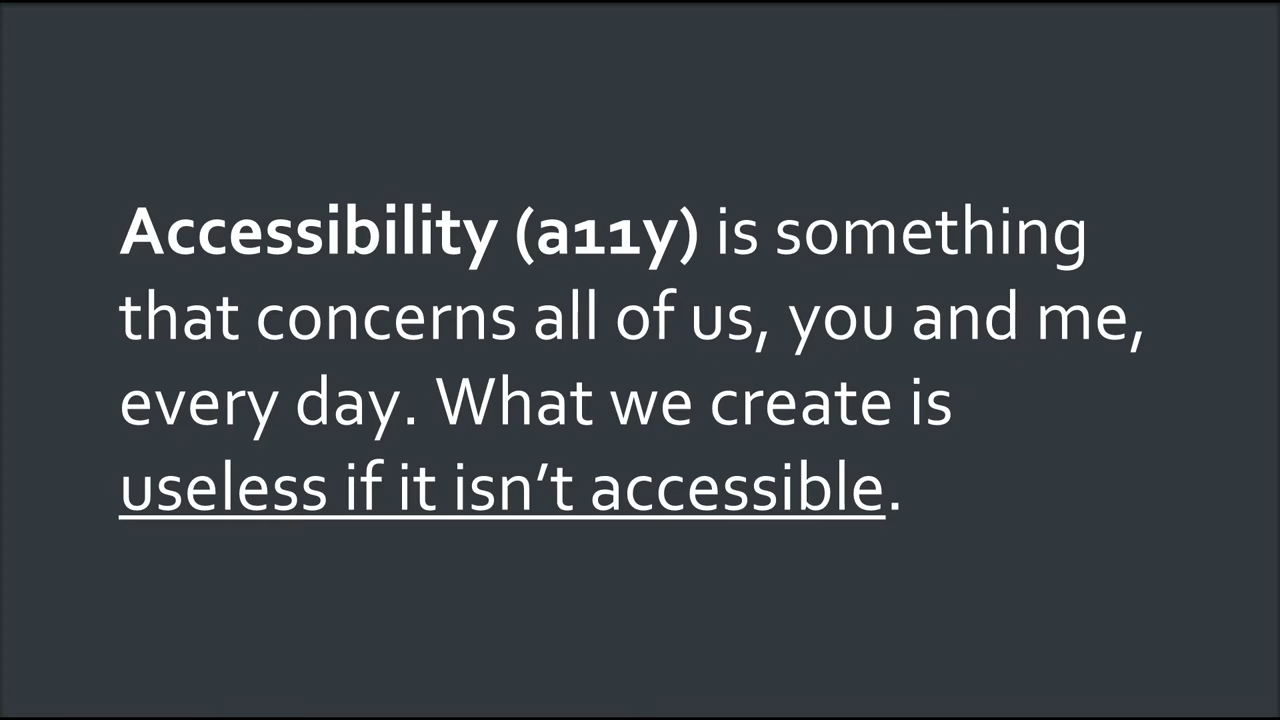 Accessibility (a11y) is something
that concerns all of us, you and me,
every day. What we create is
useless if it isn’t accessible.